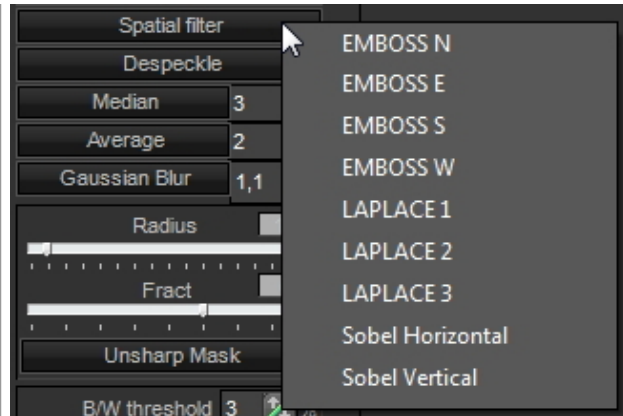 Spatial filter
Despeckle
Median 3
Average 2
Gaussian Blur 1,1
Radius
Fract
Unsharp Mask
B/W threshold 3
EMBOSS N
EMBOSS E
EMBOSS S
EMBOSS W
LAPLACE 1
LAPLACE 2
LAPLACE 3
Sobel Horizontal
Sobel Vertical